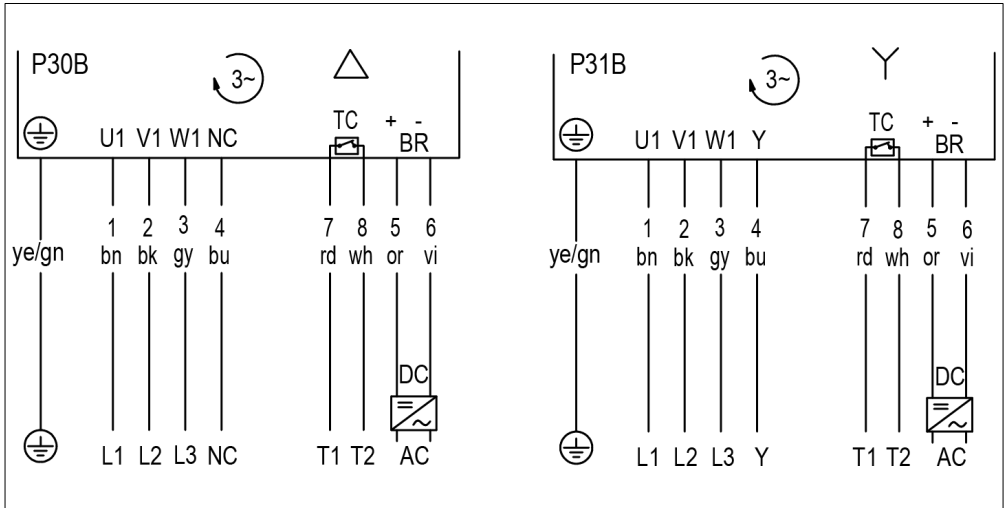 P30B
3~
TC + -
U1 V1 W1 NC BR
1 2 3 4 7 8 5 6
ye/gn bn bk gy bu rd wh or vi
DC
L1 L2 L3 NC T1 T2 AC
P31B
3~
TC + -
U1 V1 W1 Y BR
1 2 3 4 7 8 5 6
ye/gn bn bk gy bu rd wh or vi
DC
L1 L2 L3 Y T1 T2 AC